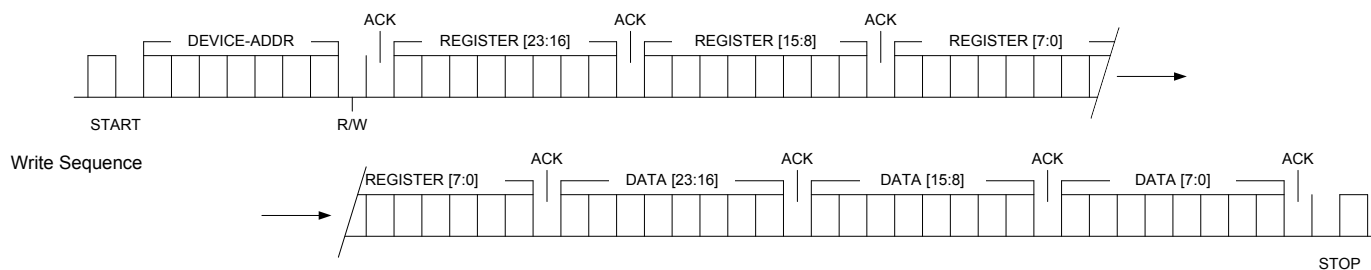 ACK ACK ACK
DEVICE-ADDR REGISTER [23:16] REGISTER [15:8] REGISTER [7:0]
START R/W
Write Sequence
ACK ACK ACK ACK
REGISTER [7:0] DATA [23:16] DATA [15:8] DATA [7:0]
STOP